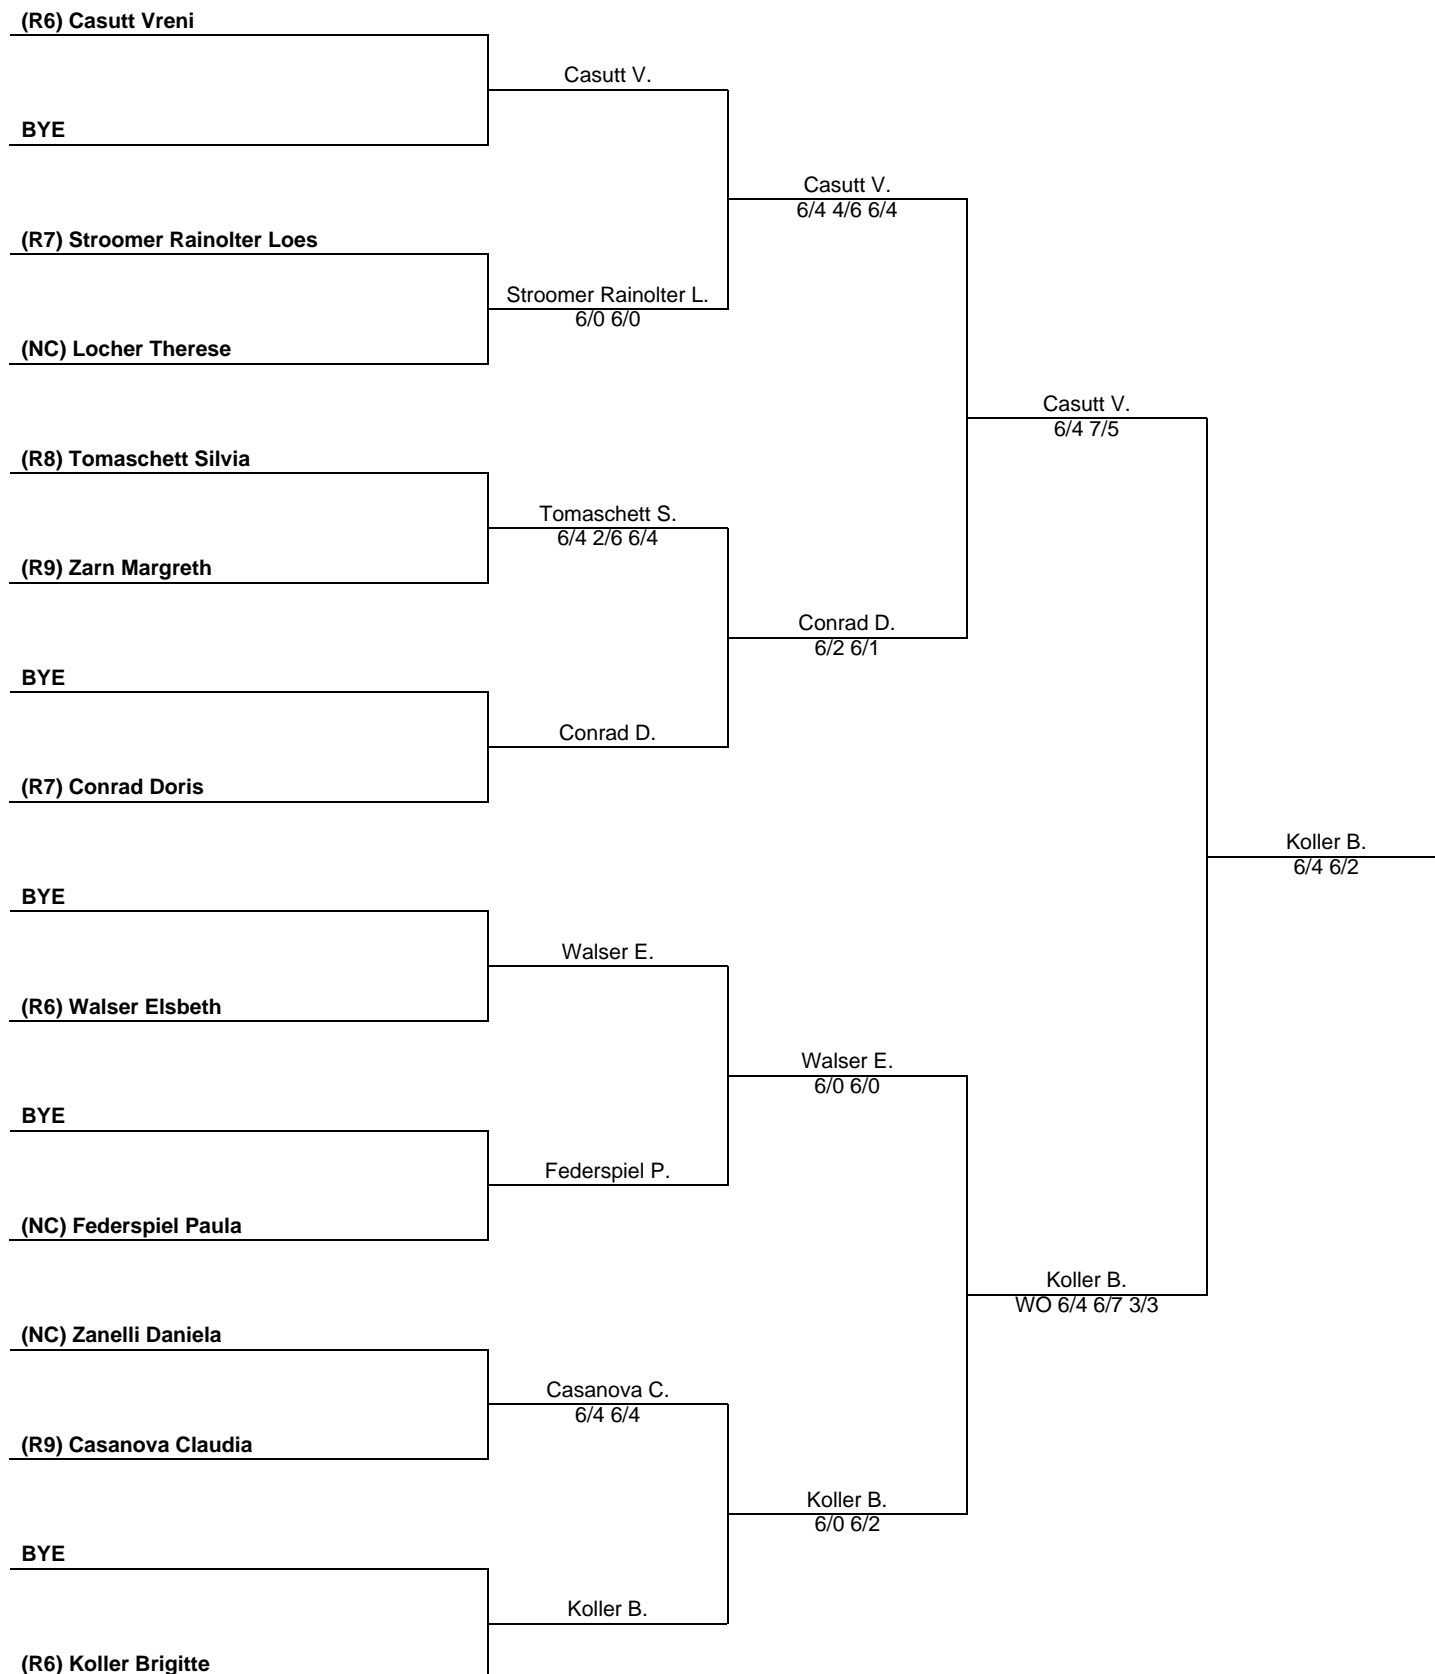 (R6) Casutt Vreni
Casutt V.
BYE
Casutt V.
6/4 4/6 6/4
(R7) Stroomer Rainolter Loes
Stroomer Rainolter L.
6/0 6/0
(NC) Locher Therese
Casutt V.
6/4 7/5
(R8) Tomaschett Silvia
Tomaschett S.
6/4 2/6 6/4
(R9) Zarn Margreth
Conrad D.
6/2 6/1
BYE
Conrad D.
(R7) Conrad Doris
Koller B.
6/4 6/2
BYE
Walser E.
(R6) Walser Elsbeth
Walser E.
6/0 6/0
BYE
Federspiel P.
(NC) Federspiel Paula
Koller B.
WO 6/4 6/7 3/3
(NC) Zanelli Daniela
Casanova C.
6/4 6/4
(R9) Casanova Claudia
Koller B.
6/0 6/2
BYE
Koller B.
(R6) Koller Brigitte